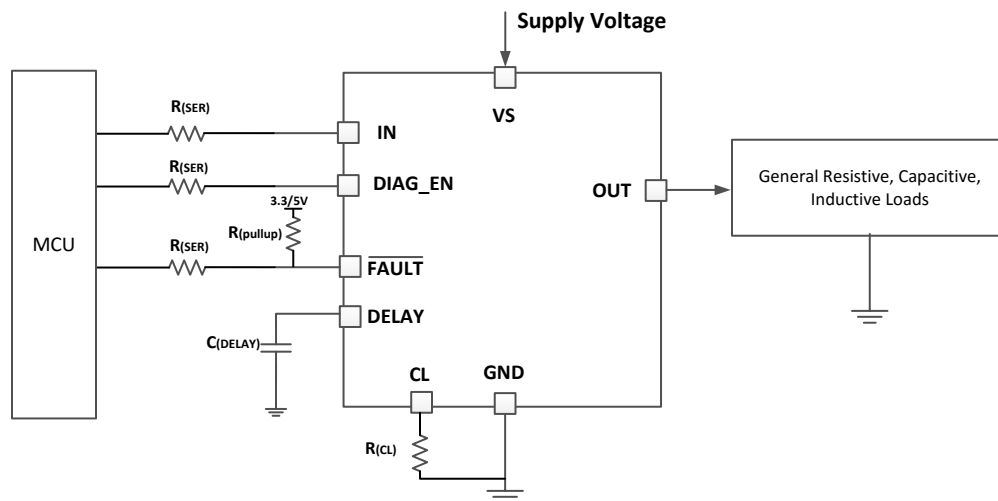 Supply Voltage
VS
MCU
R(SER)
IN
R(SER)
DIAG_EN
3.3/5V
R(pullup)
R(SER)
FAULT
DELAY
C(DELAY)
CL
GND
R(CL)
OUT
General Resistive, Capacitive,
Inductive Loads